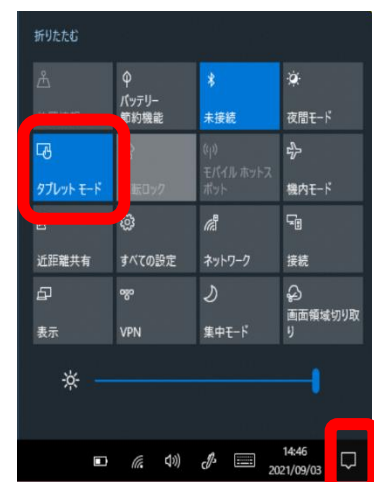 折りたたむ
バッテリー
節約機能
未接続
夜間モード
タブレット モード
転ロック
モバイル ホットス
ポット
機内モード
近距離共有
すべての設定
ネットワーク
接続
表示
VPN
集中モード
画面領域切り取
り
14:46
2021/09/03